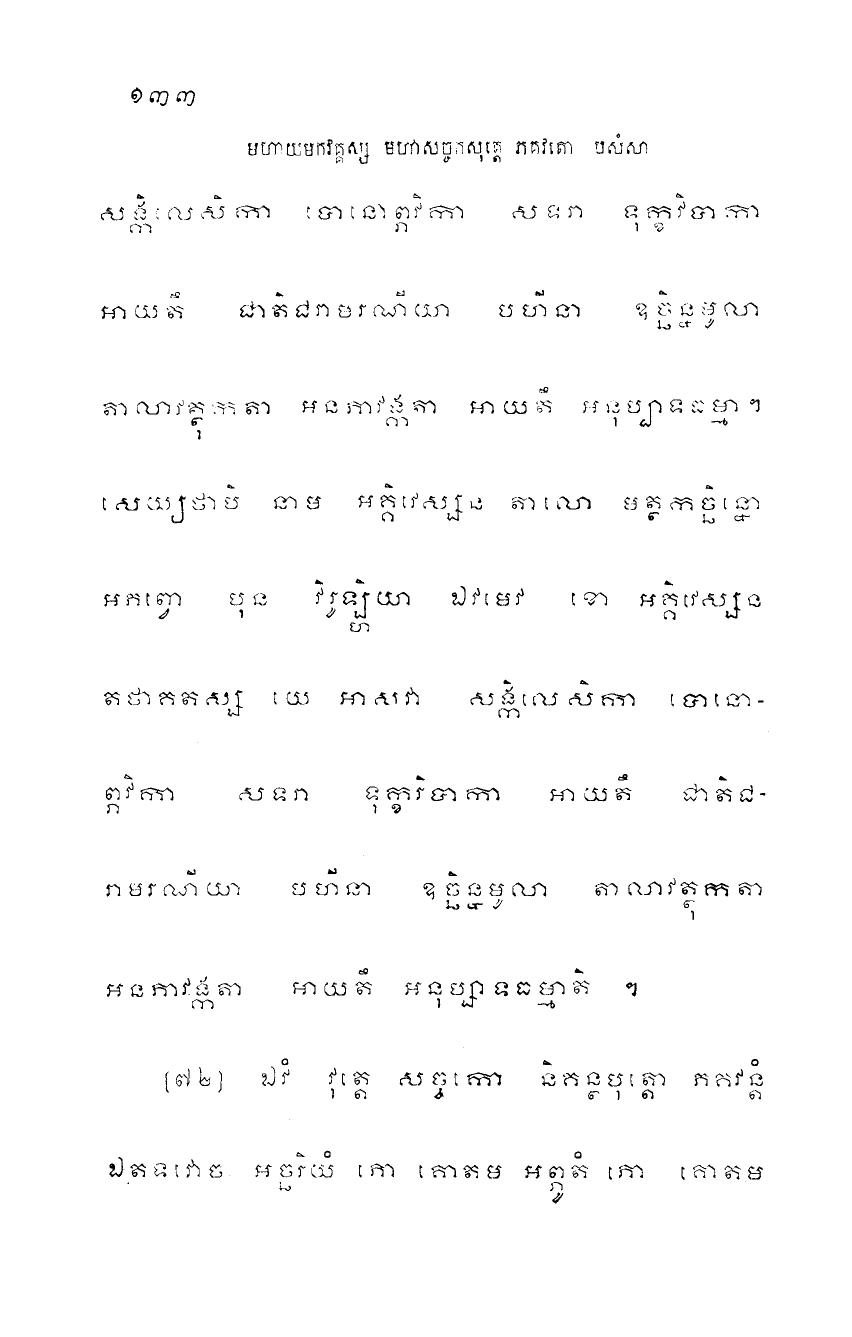 ១៣៣
មហាយមកវគ្គស្ស មហាសច្ចកសុត្តេ ភគវតោ បសំសា
សង្កិលេសិកា បោនោព្ភវិកា សទរា ទុក្ខវិបាកា
អាយតឹ ជាតិជរាមរណីយា បហីនា ឧច្ឆិន្នមូលា
តាលាវត្ថុកតា អនភាវង្កតា អាយតឹ អនុប្បាទធម្មា ។
សេយ្យថាបិ នាម អគ្គិវេស្សន តាលោ មត្ថកច្ឆិន្នោ
អភព្វោ បុន វិរូឡ្ហិយា ឯវមេវ ខោ អគ្គិវេស្សន
តថាគតស្ស យេ អាសវា សង្កិលេសិកា បោនោ-
ព្ភវិកា សទរា ទុក្ខវិបាកា អាយតឹ ជាតិជ-
រាមរណីយា បហីនា ឧច្ឆិន្នមូលា តាលាវត្ថុកតា
អនភាវង្កតា អាយតឹ អនុប្បាទធម្មាតិ ។
(៧២) ឯវំ វុត្តេ សច្ចកោ និគន្ថបុត្តោ ភគវន្តំ
ឯតទវោច អច្ឆរិយំ ភោ គោតម អព្ភូតំ ភោ គោតម